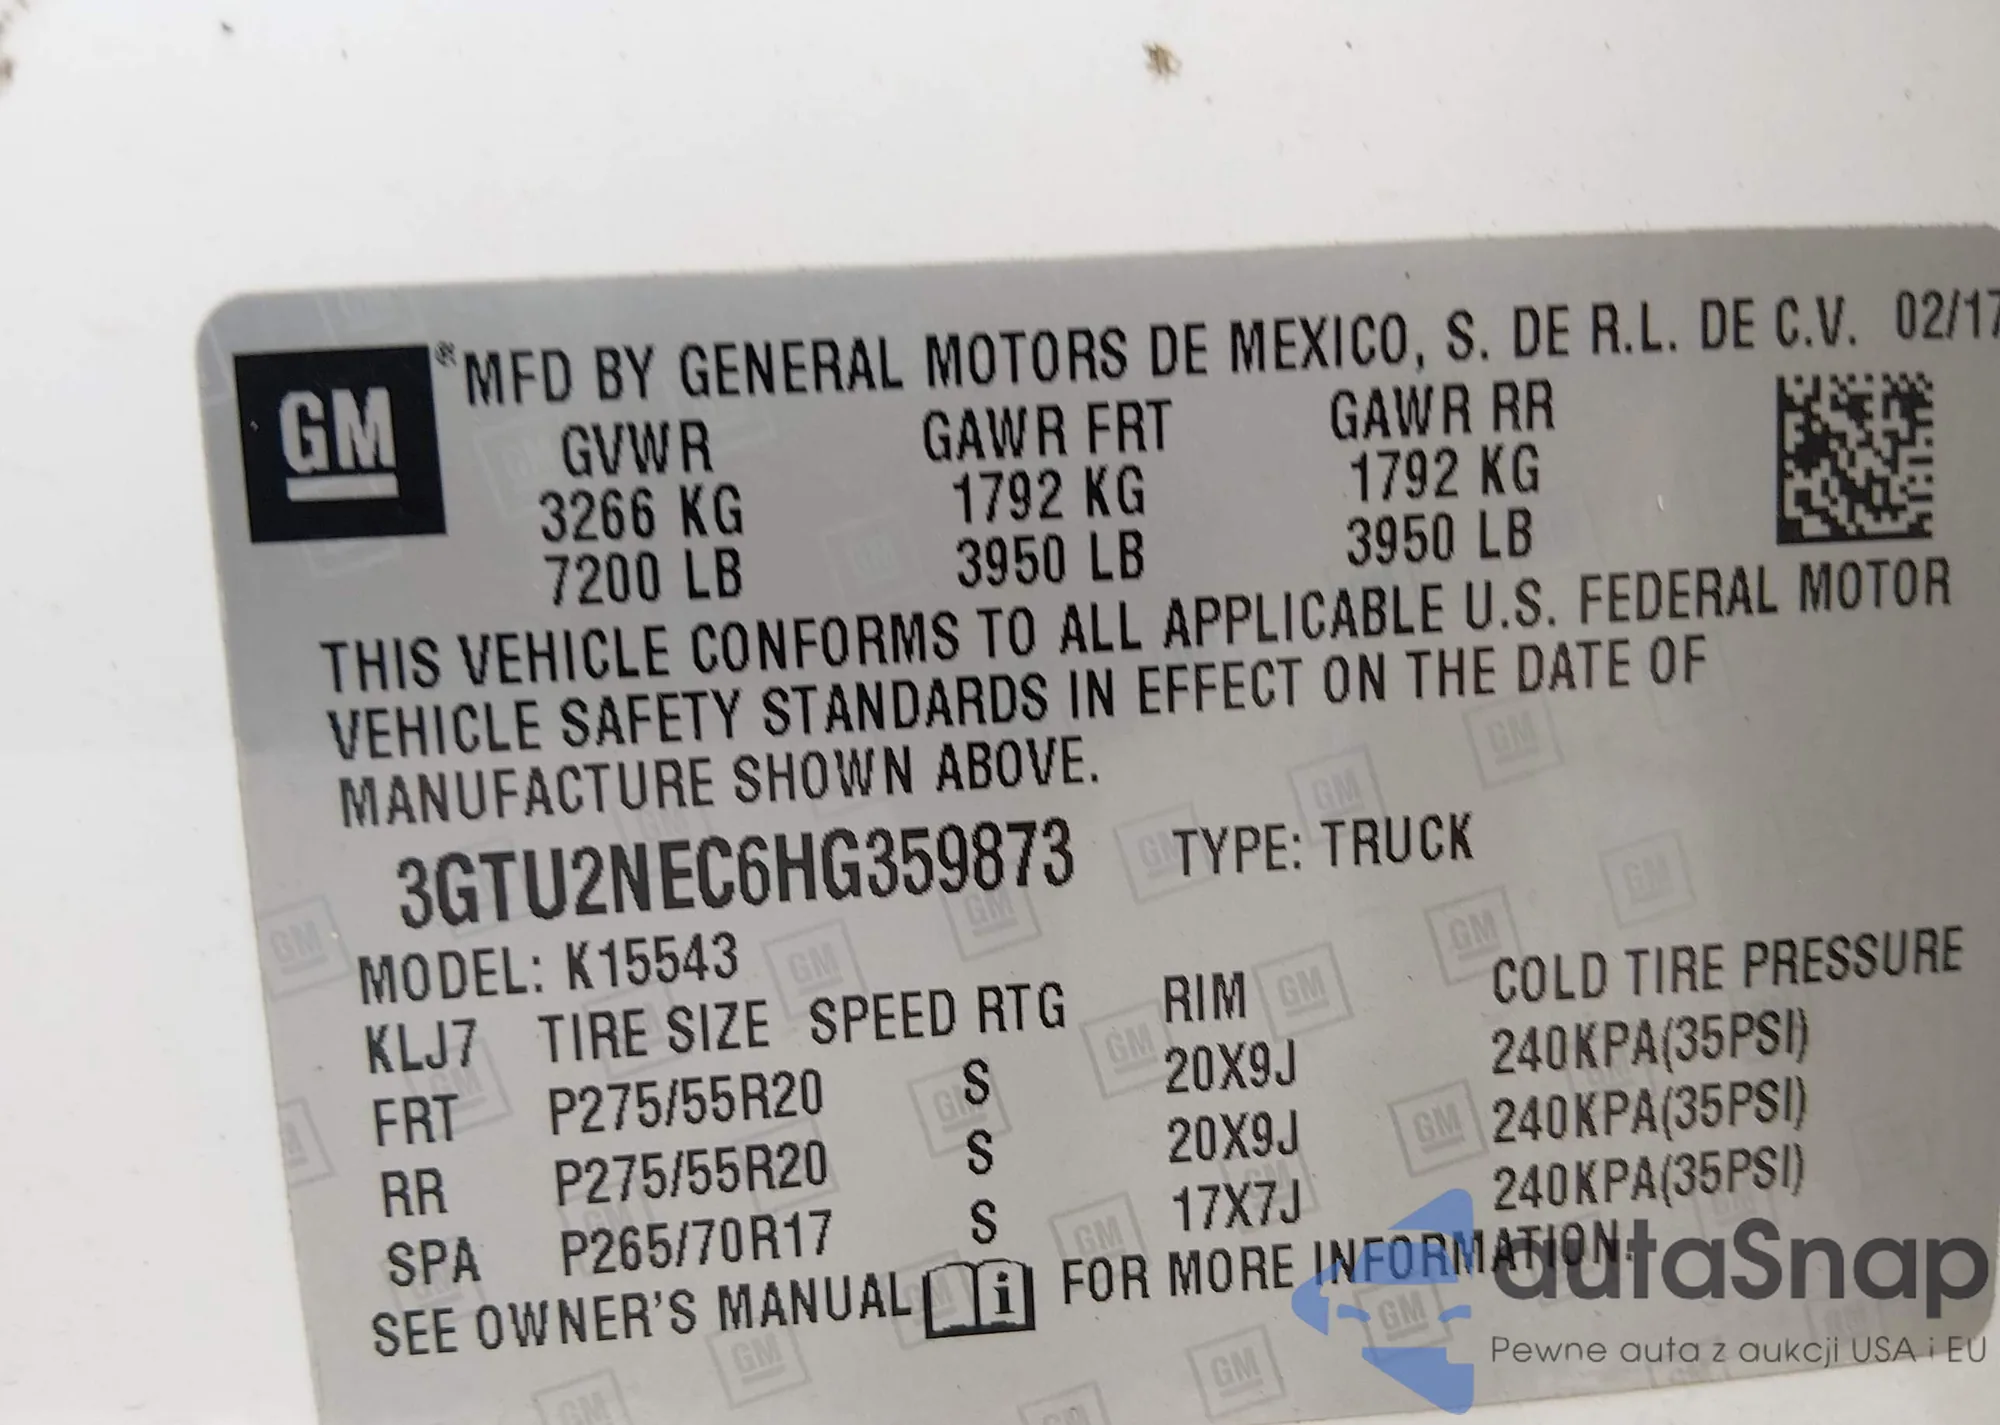 GM
®MFD BY GENERAL MOTORS DE MEXICO, S. DE R.L. DE C.V. 02/17
GVWR GAWR FRT GAWR RR
3266 KG 1792 KG 1792 KG
7200 LB 3950 LB 3950 LB
THIS VEHICLE CONFORMS TO ALL APPLICABLE U.S. FEDERAL MOTOR
VEHICLE SAFETY STANDARDS IN EFFECT ON THE DATE OF
MANUFACTURE SHOWN ABOVE.
3GTU2NEC6HG359873 TYPE: TRUCK
MODEL: K15543
KLJ7 TIRE SIZE SPEED RTG RIM COLD TIRE PRESSURE
FRT P275/55R20 S 20X9J 240KPA(35PSI)
RR P275/55R20 S 20X9J 240KPA(35PSI)
SPA P265/70R17 S 17X7J 240KPA(35PSI)
SEE OWNER'S MANUAL i FOR MORE INFORMATION.
autaSnap
Pewne auta z aukcji USA i EU